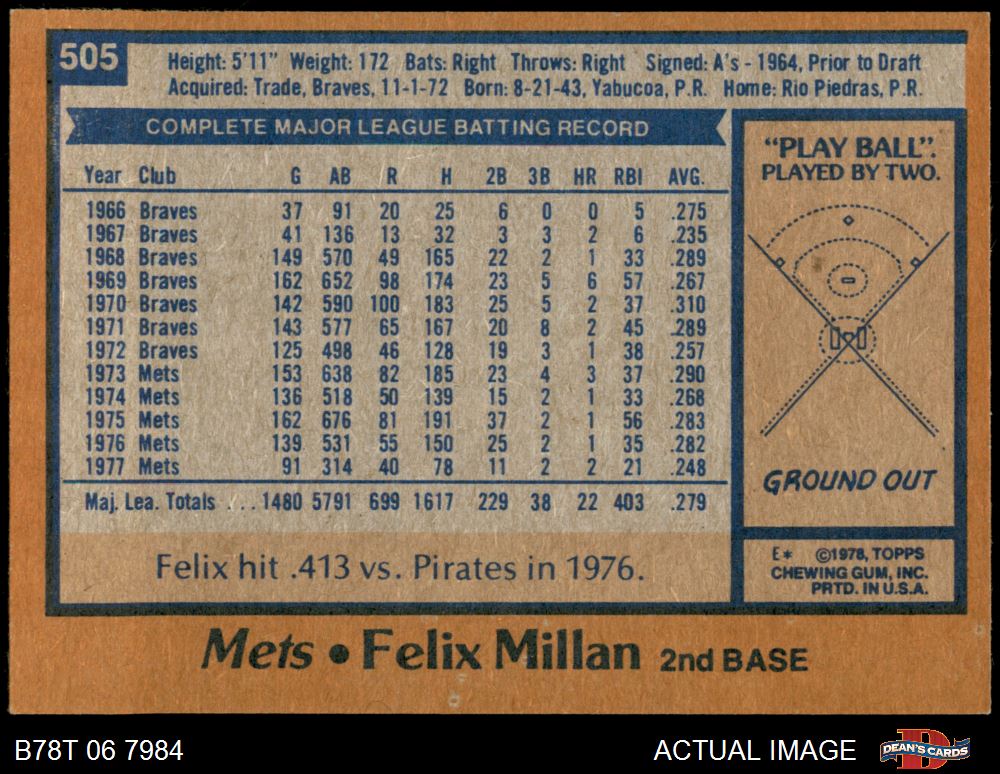 505
Height: 5'11" Weight: 172 Bats: Right Throws: Right Signed: A's - 1964, Prior to Draft
Acquired: Trade, Braves, 11-1-72 Born: 8-21-43, Yabucoa, P.R. Home: Rio Piedras, P.R.
COMPLETE MAJOR LEAGUE BATTING RECORD
Year Club G AB R H 2B 3B HR RBI AVG.
1966 Braves 37 91 20 25 6 0 0 5 .275
1967 Braves 41 136 13 32 3 3 2 6 .235
1968 Braves 149 570 49 165 22 2 1 33 .289
1969 Braves 162 652 98 174 23 5 6 57 .267
1970 Braves 142 590 100 183 25 5 2 37 .310
1971 Braves 143 577 65 167 20 8 2 45 .289
1972 Braves 125 498 46 128 19 3 1 38 .257
1973 Mets 153 638 82 185 23 4 3 37 .290
1974 Mets 136 518 50 139 15 2 1 33 .268
1975 Mets 162 676 81 191 37 2 1 56 .283
1976 Mets 139 531 55 150 25 2 1 35 .282
1977 Mets 91 314 40 78 11 2 2 21 .248
Maj. Lea. Totals . . . 1480 5791 699 1617 229 38 22 403 .279
Felix hit .413 vs. Pirates in 1976.
"PLAY BALL".
PLAYED BY TWO.
GROUND OUT
E* ©1978, TOPPS
CHEWING GUM, INC.
PRTD. IN U.S.A.
Mets • Felix Millan 2nd BASE
B78T 06 7984
ACTUAL IMAGE
DEAN'S CARDS